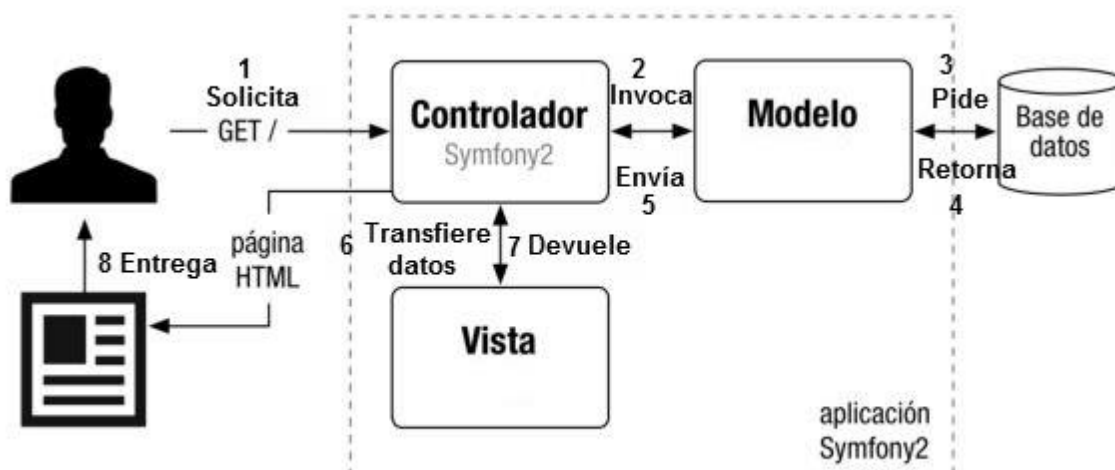 1
Solicita
GET /
Controlador
Symfony2
2
Invoca
Envía
5
Modelo
3
Pide
Retorna
4
Base de
datos
8 Entrega
página
HTML
6
Transfiere
datos
7 Devuele
Vista
aplicación
Symfony2